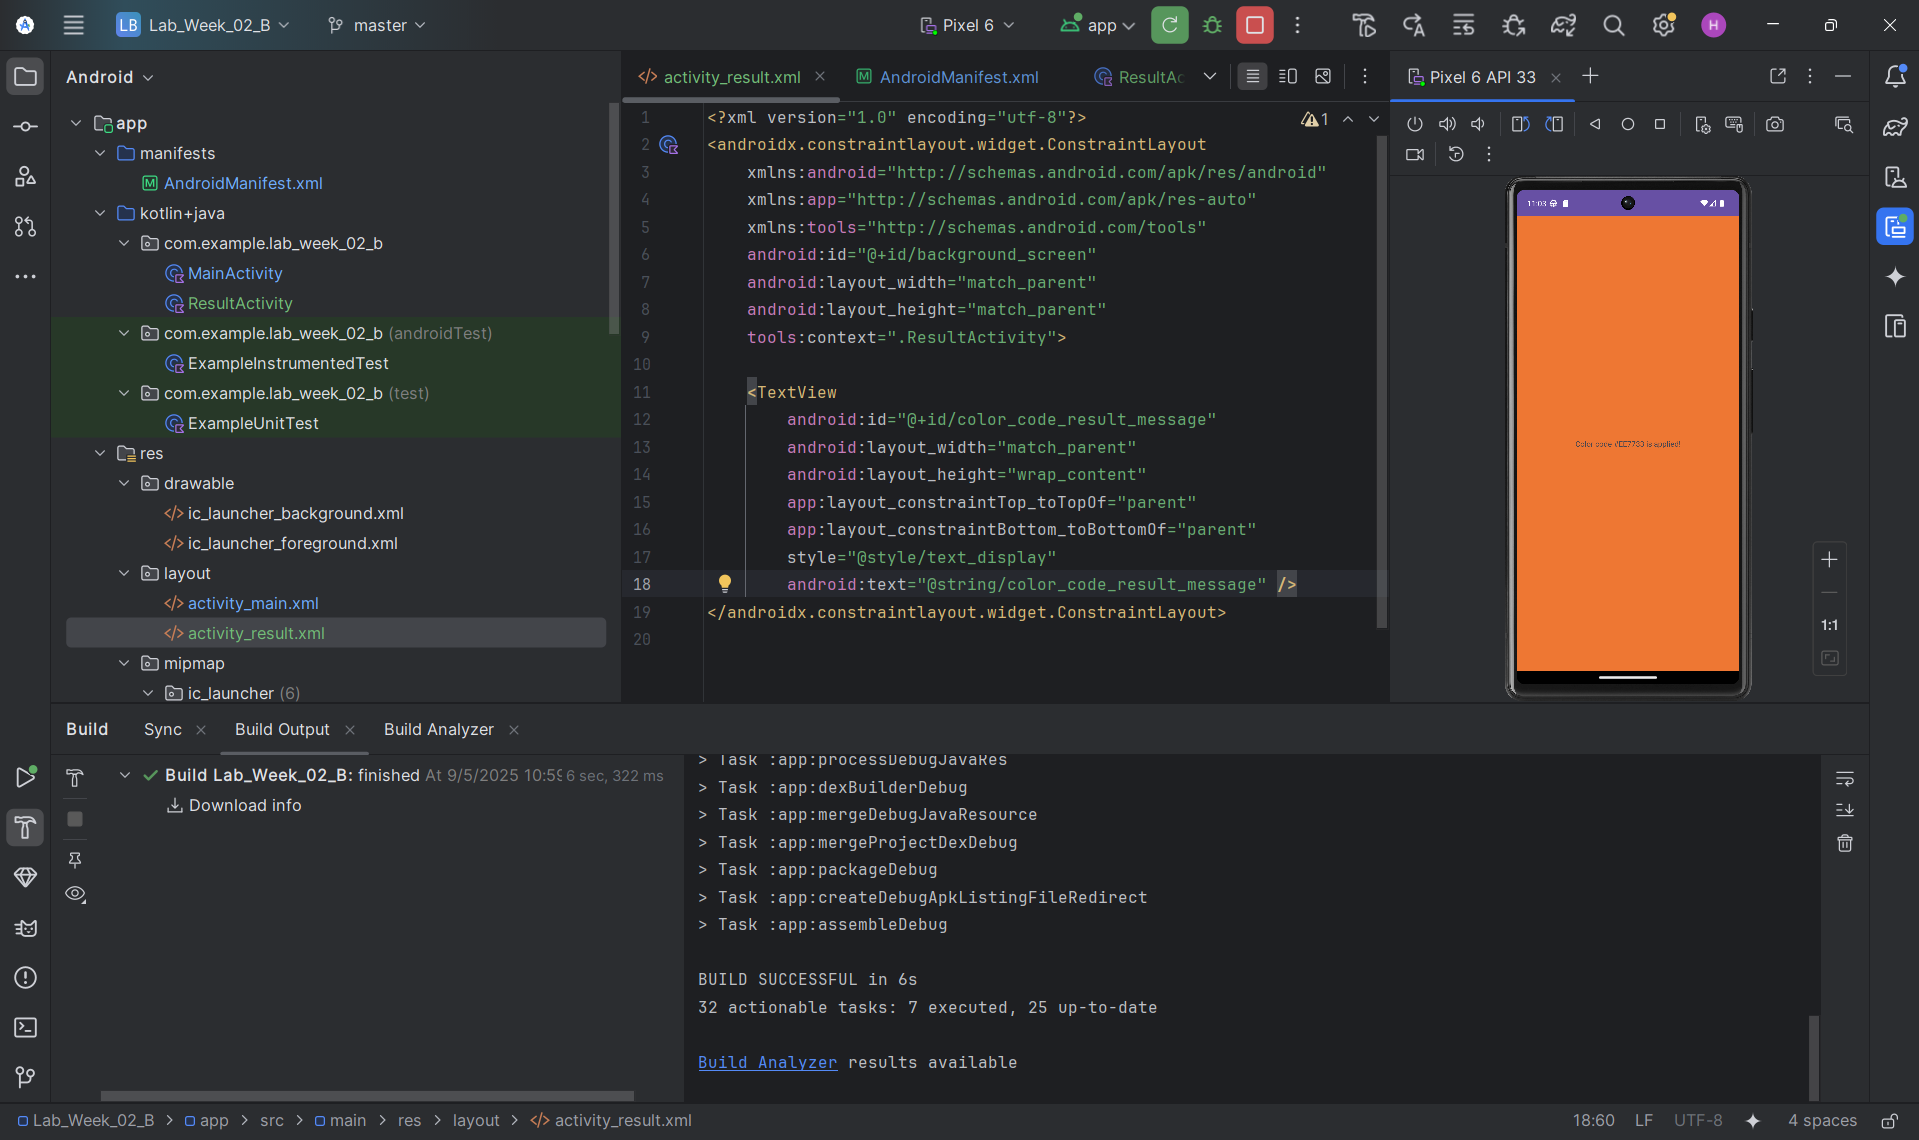 LB Lab_Week_02_B master Pixel 6 app H
Android
app
manifests
AndroidManifest.xml
kotlin+java
com.example.lab_week_02_b
MainActivity
ResultActivity
com.example.lab_week_02_b (androidTest)
ExampleInstrumentedTest
com.example.lab_week_02_b (test)
ExampleUnitTest
res
drawable
ic_launcher_background.xml
ic_launcher_foreground.xml
layout
activity_main.xml
activity_result.xml
mipmap
ic_launcher (6)
activity_result.xml AndroidManifest.xml ResultAc
1 <?xml version="1.0" encoding="utf-8"?> 1
2 <androidx.constraintlayout.widget.ConstraintLayout
3 xmlns:android="http://schemas.android.com/apk/res/android"
4 xmlns:app="http://schemas.android.com/apk/res-auto"
5 xmlns:tools="http://schemas.android.com/tools"
6 android:id="@+id/background_screen"
7 android:layout_width="match_parent"
8 android:layout_height="match_parent"
9 tools:context=".ResultActivity">
10
11 <TextView
12 android:id="@+id/color_code_result_message"
13 android:layout_width="match_parent"
14 android:layout_height="wrap_content"
15 app:layout_constraintTop_toTopOf="parent"
16 app:layout_constraintBottom_toBottomOf="parent"
17 style="@style/text_display"
18 android:text="@string/color_code_result_message" />
19 </androidx.constraintlayout.widget.ConstraintLayout>
20
Pixel 6 API 33
11:03
Color code #EE7733 is applied!
1:1
Build Sync Build Output Build Analyzer
Build Lab_Week_02_B: finished At 9/5/2025 10:59 6 sec, 322 ms
Download info
> Task :app:processDebugJavaRes
> Task :app:dexBuilderDebug
> Task :app:mergeDebugJavaResource
> Task :app:mergeProjectDexDebug
> Task :app:packageDebug
> Task :app:createDebugApkListingFileRedirect
> Task :app:assembleDebug
BUILD SUCCESSFUL in 6s
32 actionable tasks: 7 executed, 25 up-to-date
Build Analyzer results available
Lab_Week_02_B > app > src > main > res > layout > activity_result.xml 18:60 LF UTF-8 4 spaces